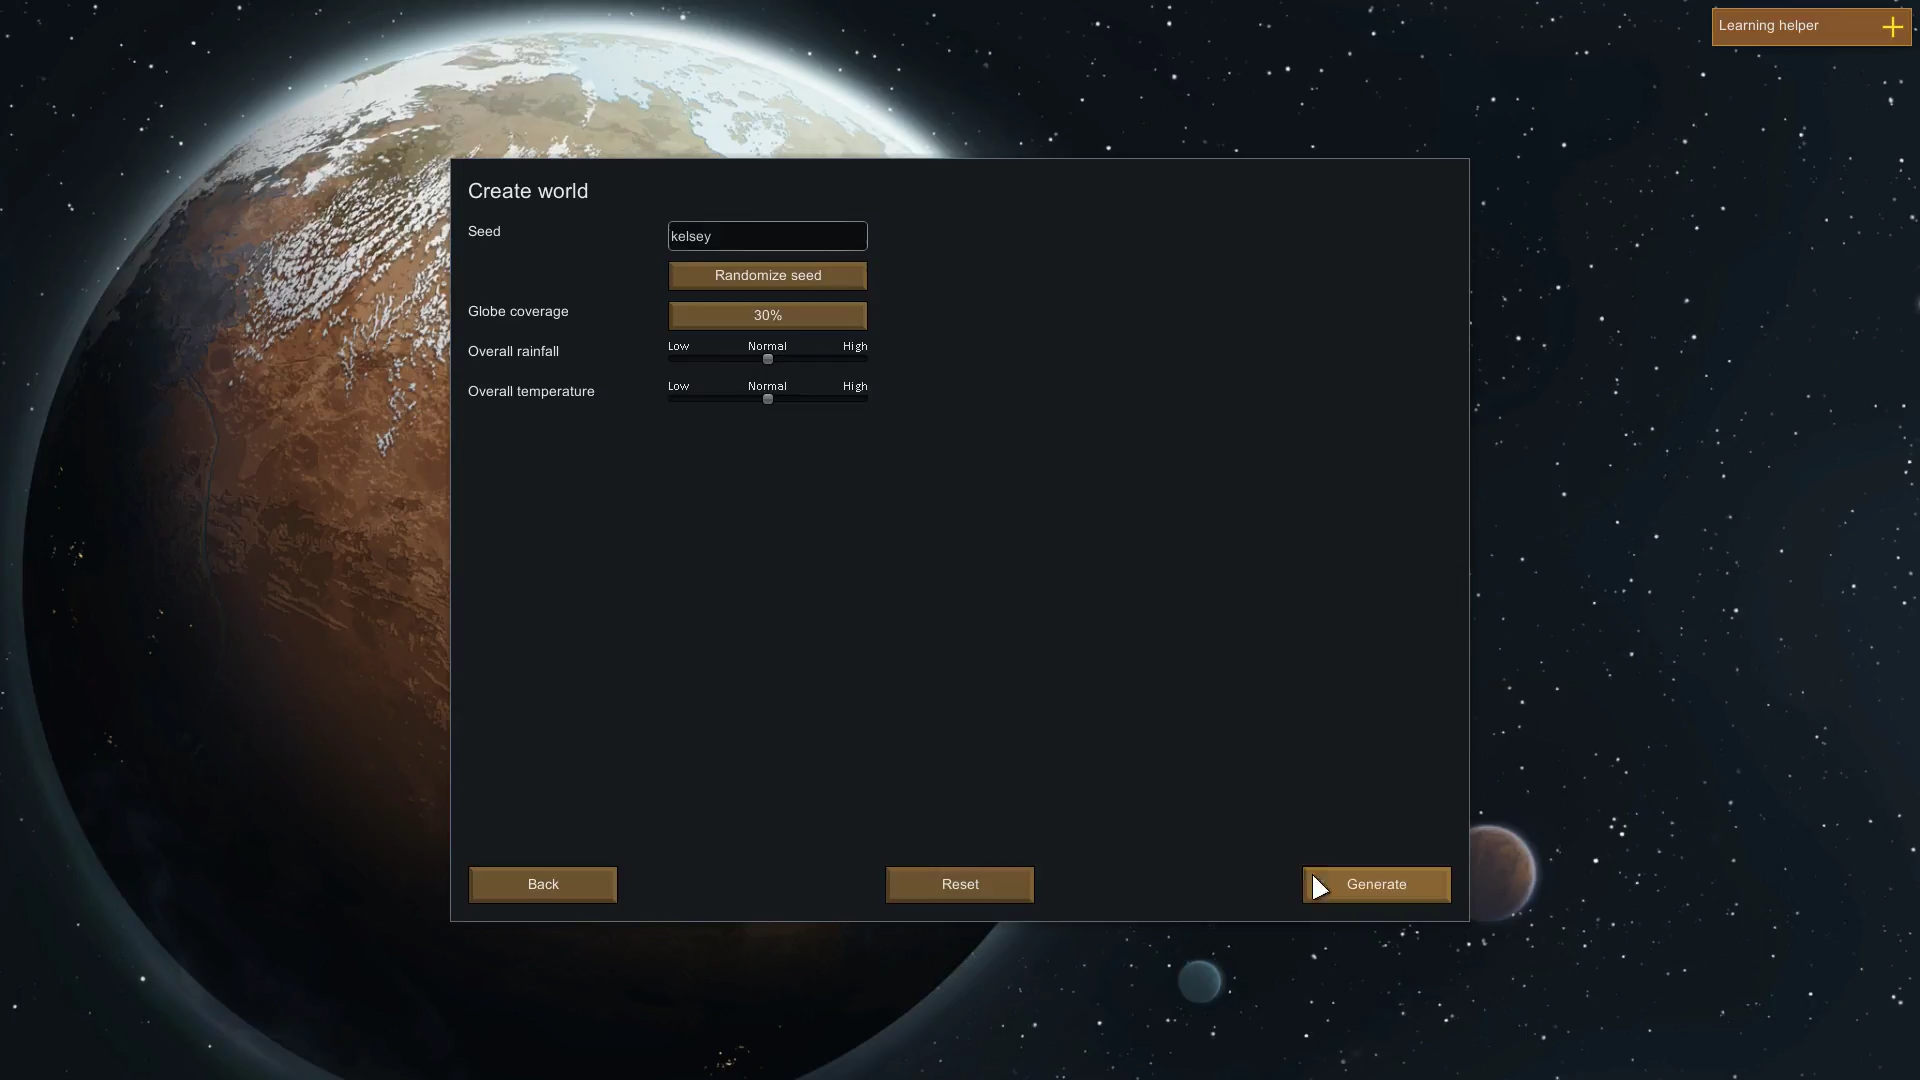 Learning helper
Create world
Seed
kelsey
Randomize seed
Globe coverage
30%
Overall rainfall
Low Normal High
Overall temperature
Low Normal High
Back
Reset
Generate